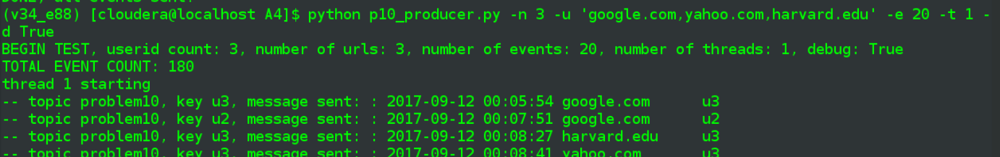 DONE, all events sent!
(v34_e88) [cloudera@localhost A4]$ python p10_producer.py -n 3 -u 'google.com,yahoo.com,harvard.edu' -e 20 -t 1 -
d True
BEGIN TEST, userid count: 3, number of urls: 3, number of events: 20, number of threads: 1, debug: True
TOTAL EVENT COUNT: 180
thread 1 starting
-- topic problem10, key u3, message sent: : 2017-09-12 00:05:54 google.com u3
-- topic problem10, key u2, message sent: : 2017-09-12 00:07:51 google.com u2
-- topic problem10, key u3, message sent: : 2017-09-12 00:08:27 harvard.edu u3
-- topic problem10, key u3, message sent: : 2017-09-12 00:08:41 yahoo.com u3